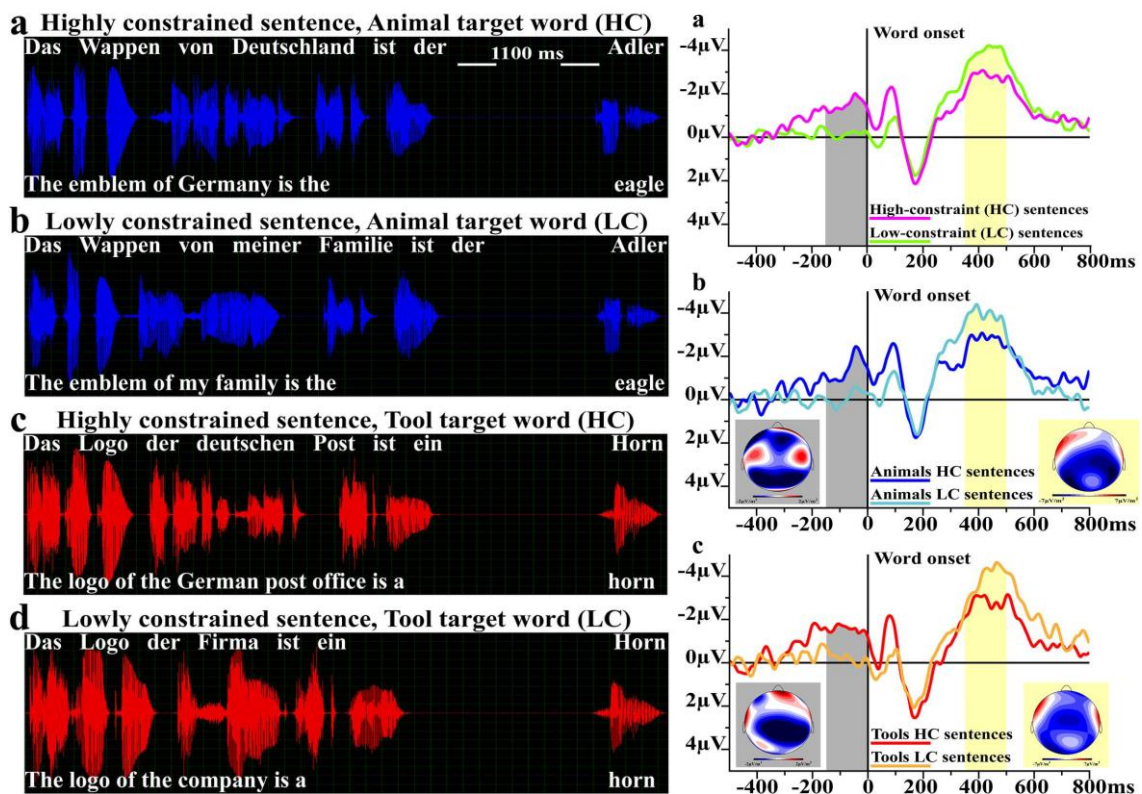 a Highly constrained sentence, Animal target word (HC)
Das Wappen von Deutschland ist der Adler
1100 ms
The emblem of Germany is the eagle
b Lowly constrained sentence, Animal target word (LC)
Das Wappen von meiner Familie ist der Adler
The emblem of my family is the eagle
c Highly constrained sentence, Tool target word (HC)
Das Logo der deutschen Post ist ein Horn
The logo of the German post office is a horn
d Lowly constrained sentence, Tool target word (LC)
Das Logo der Firma ist ein Horn
The logo of the company is a horn
a
Word onset
-4µV
-2µV
0µV
2µV
4µV
High-constraint (HC) sentences
Low-constraint (LC) sentences
-400 -200 0 200 400 600 800ms
b
Word onset
-4µV
-2µV
0µV
2µV
4µV
Animals HC sentences
Animals LC sentences
-400 -200 0 200 400 600 800ms
c
Word onset
-4µV
-2µV
0µV
2µV
4µV
Tools HC sentences
Tools LC sentences
-400 -200 0 200 400 600 800ms